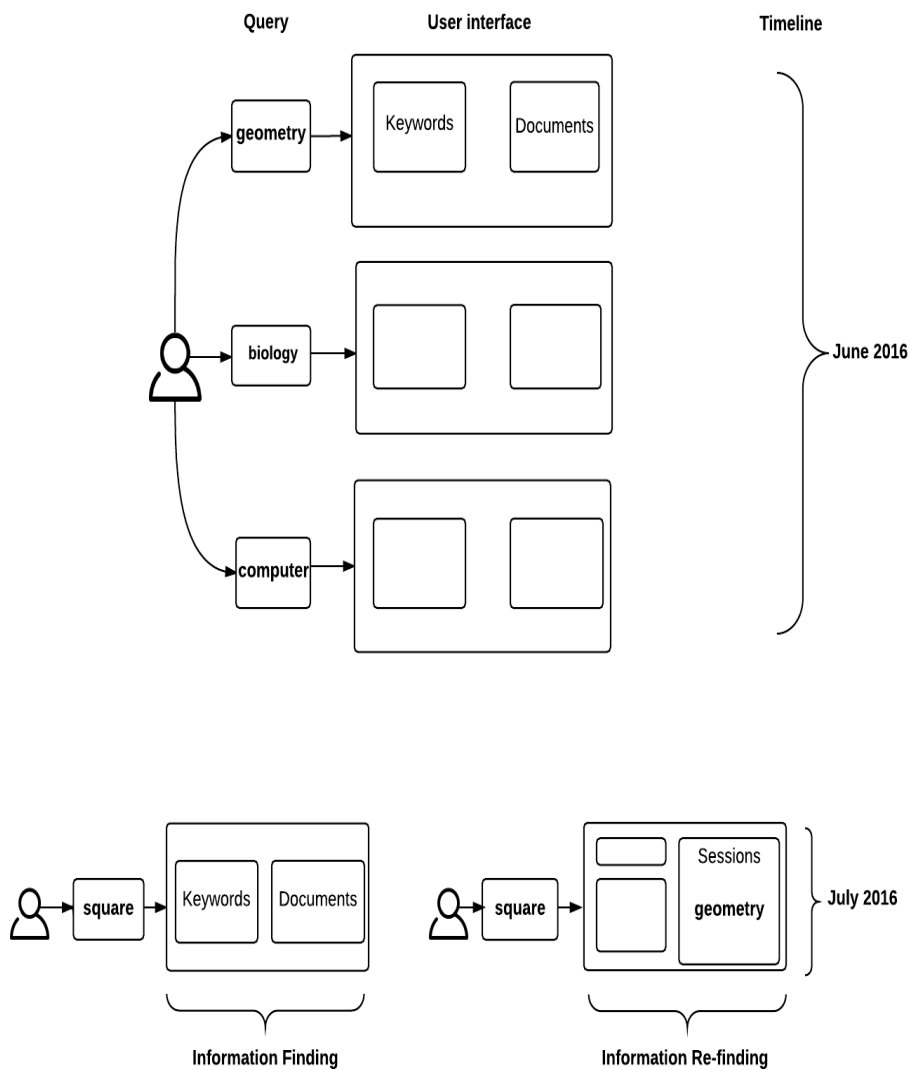 Query
User interface
Timeline
geometry
Keywords
Documents
biology
June 2016
computer
square
Keywords
Documents
square
Sessions
geometry
July 2016
Information Finding
Information Re-finding